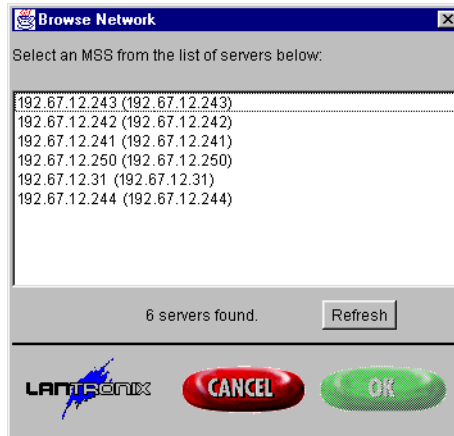 Browse Network
Select an MSS from the list of servers below:
192.67.12.243 (192.67.12.243)
192.67.12.242 (192.67.12.242)
192.67.12.241 (192.67.12.241)
192.67.12.250 (192.67.12.250)
192.67.12.31 (192.67.12.31)
192.67.12.244 (192.67.12.244)
6 servers found.
Refresh
LANTRONIX
CANCEL
OK